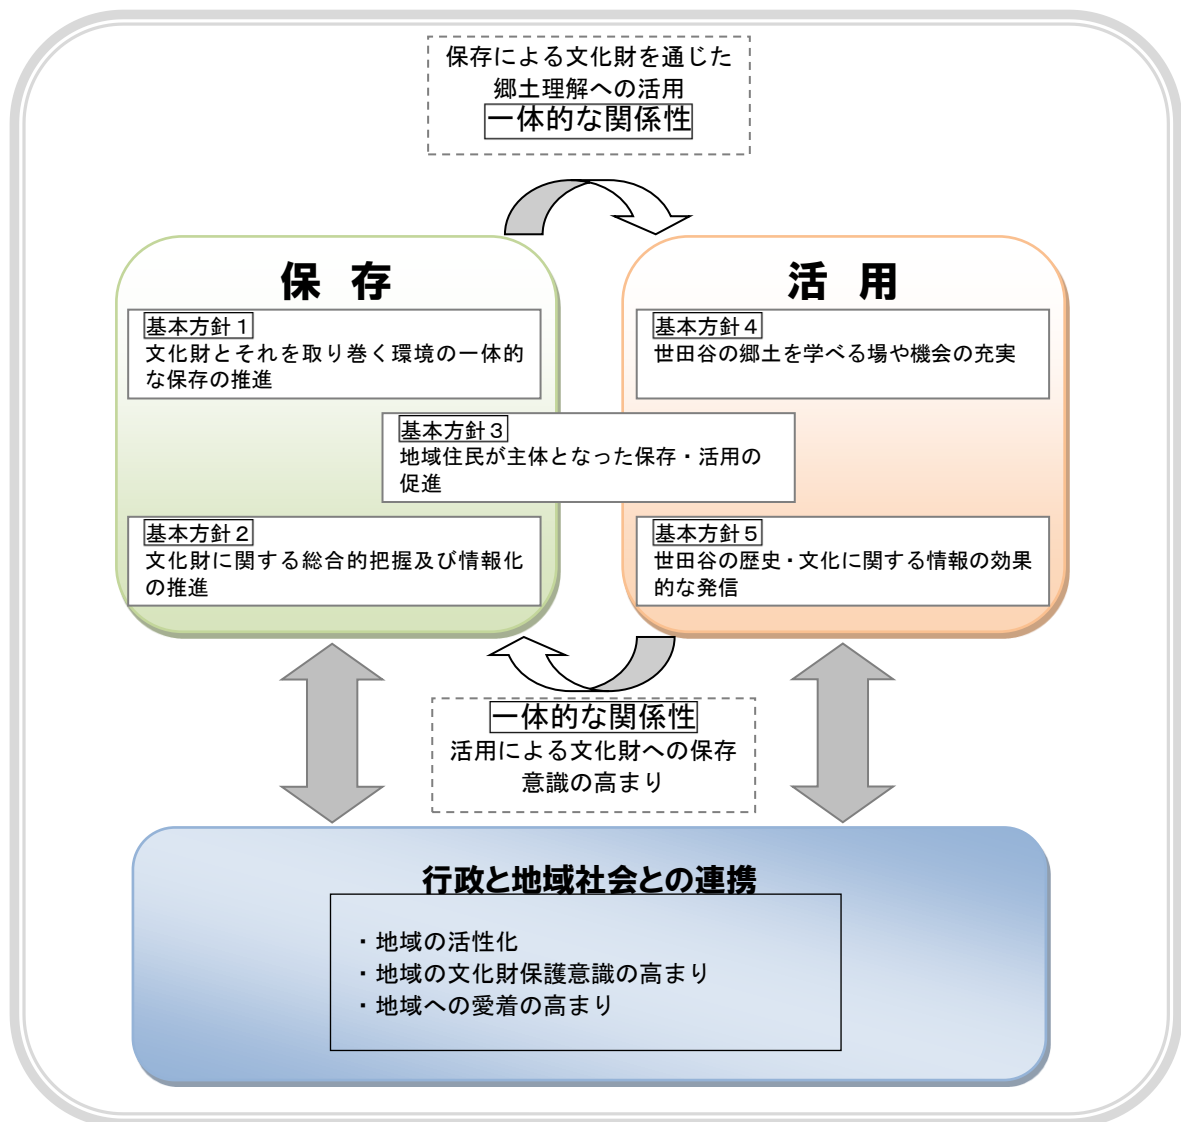 保存による文化財を通じた
郷土理解への活用
一体的な関係性
保　存
基本方針１
文化財とそれを取り巻く環境の一体的
な保存の推進
活　用
基本方針４
世田谷の郷土を学べる場や機会の充実
基本方針３
地域住民が主体となった保存・活用の
促進
基本方針２
文化財に関する総合的把握及び情報化
の推進
基本方針５
世田谷の歴史・文化に関する情報の効果
的な発信
一体的な関係性
活用による文化財への保存
意識の高まり
行政と地域社会との連携
・地域の活性化
・地域の文化財保護意識の高まり
・地域への愛着の高まり